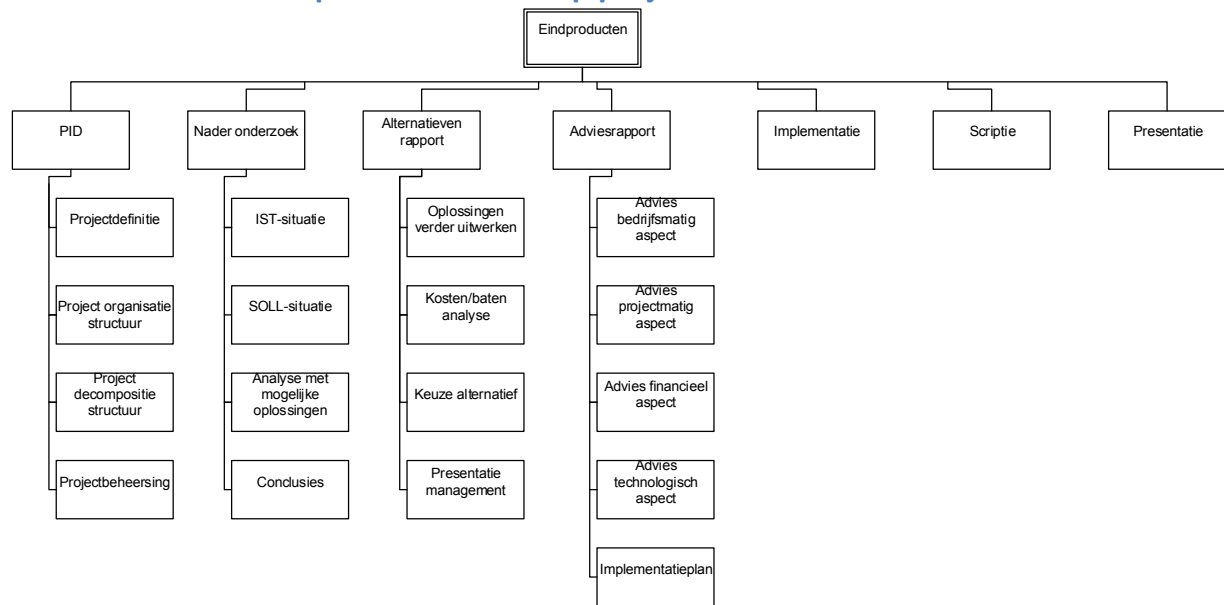 Eindproducten
PID
Nader onderzoek
Alternatieven
rapport
Adviesrapport
Implementatie
Scriptie
Presentatie
Projectdefinitie
Project organisatie
structuur
Project
decompositie
structuur
Projectbeheersing
IST-situatie
SOLL-situatie
Analyse met
mogelijke
oplossingen
Conclusies
Oplossingen
verder uitwerken
Kosten/baten
analyse
Keuze alternatief
Presentatie
management
Advies
bedrijfsmatig
aspect
Advies
projectmatig
aspect
Advies financieel
aspect
Advies
technologisch
aspect
Implementatieplan